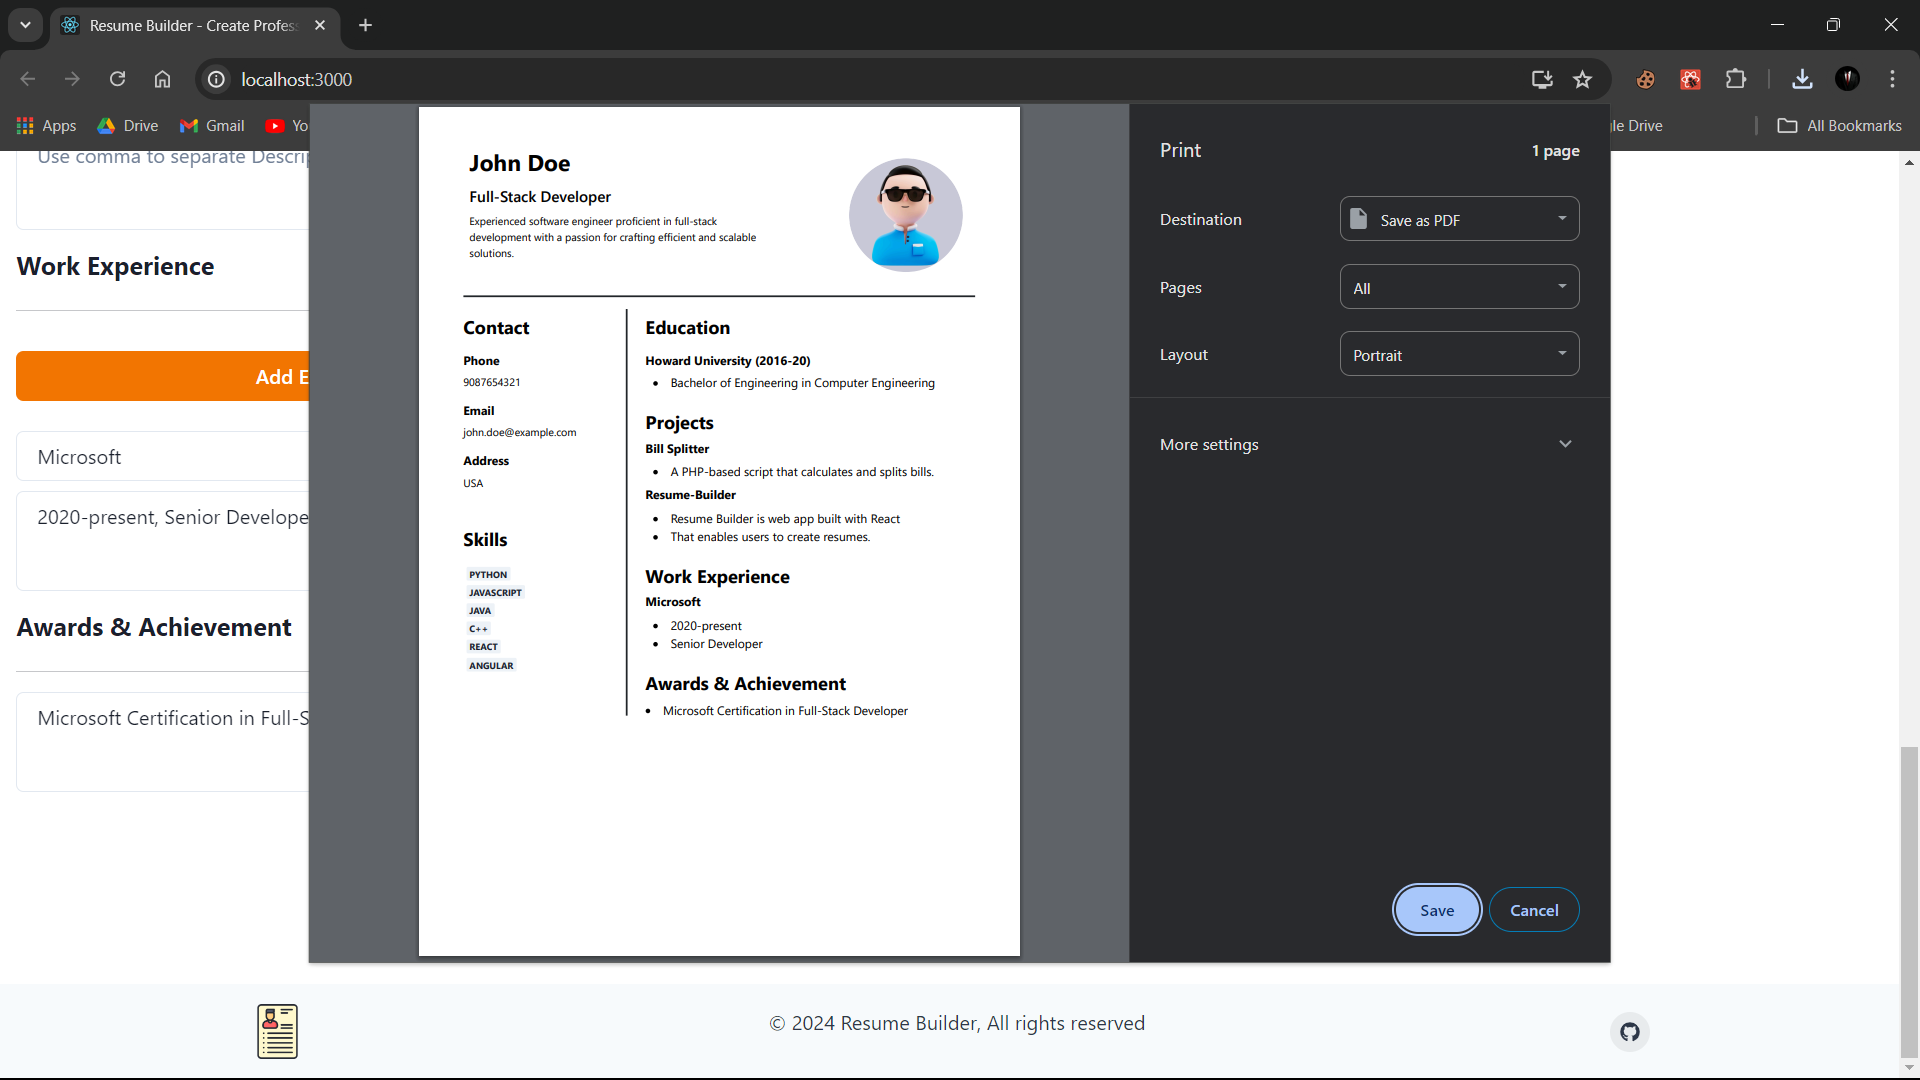 Resume Builder - Create Profes
localhost:3000
Apps
Drive
Gmail
Yo
le Drive
All Bookmarks
Use comma to separate Descrip
Work Experience
Add E
Microsoft
2020-present, Senior Develope
Awards & Achievement
Microsoft Certification in Full-S
John Doe
Full-Stack Developer
Experienced software engineer proficient in full-stack
development with a passion for crafting efficient and scalable
solutions.
Contact
Phone
9087654321
Email
john.doe@example.com
Address
USA
Skills
PYTHON
JAVASCRIPT
JAVA
C++
REACT
ANGULAR
Education
Howard University (2016-20)
• Bachelor of Engineering in Computer Engineering
Projects
Bill Splitter
• A PHP-based script that calculates and splits bills.
Resume-Builder
• Resume Builder is web app built with React
• That enables users to create resumes.
Work Experience
Microsoft
• 2020-present
• Senior Developer
Awards & Achievement
• Microsoft Certification in Full-Stack Developer
Print
1 page
Destination
Save as PDF
Pages
All
Layout
Portrait
More settings
Save
Cancel
© 2024 Resume Builder, All rights reserved